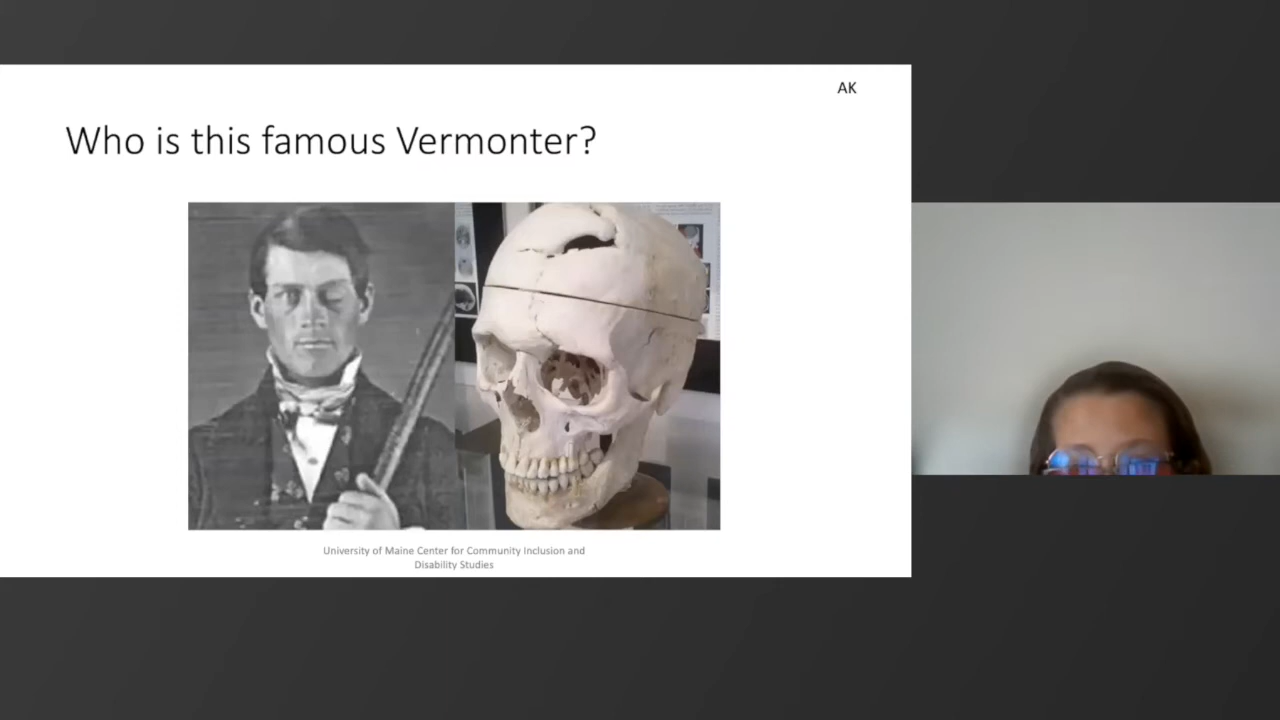 AK
Who is this famous Vermonter?
University of Maine Center for Community Inclusion and
Disability Studies